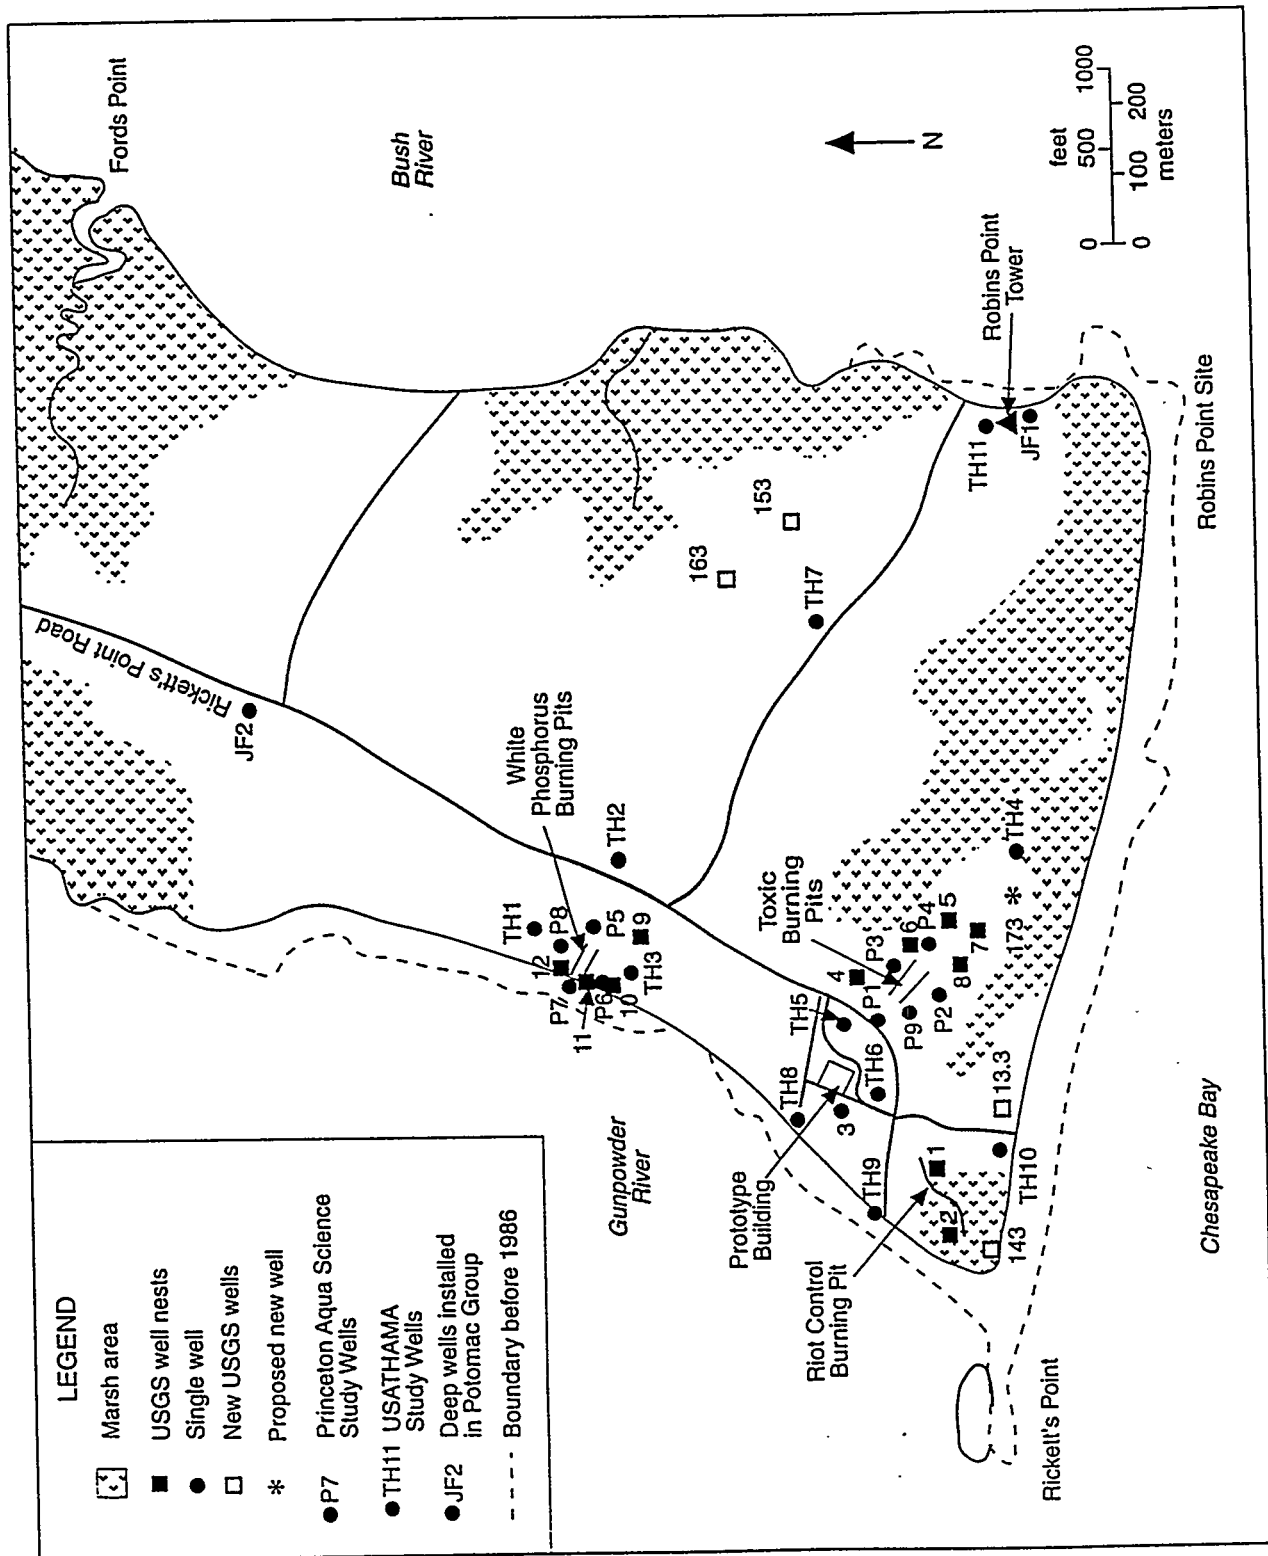 LEGEND
Marsh area
USGS well nests
Single well
New USGS wells
* Proposed new well
P7 Princeton Aqua Science
Study Wells
TH11 USATHAMA
Study Wells
JF2 Deep wells installed
in Potomac Group
Boundary before 1986
Fords Point
Bush
River
Rickett's Point Road
JF2
White
Phosphorus
Burning Pits
TH1
P8
12
P7
11
P6
10
P5
9
TH3
TH2
163
153
TH7
Gunpowder
River
N
feet
0 500 1000
0 100 200
meters
Robins Point
Tower
TH11
JF1
Toxic
Burning
Pits
TH5
4
P3
6
P4
5
P1
P9
P2
8
7
173 *
TH4
TH8
TH6
3
Prototype
Building
TH9
Riot Control
Burning Pit
1
2
143
TH10
13.3
Rickett's Point
Chesapeake Bay
Robins Point Site